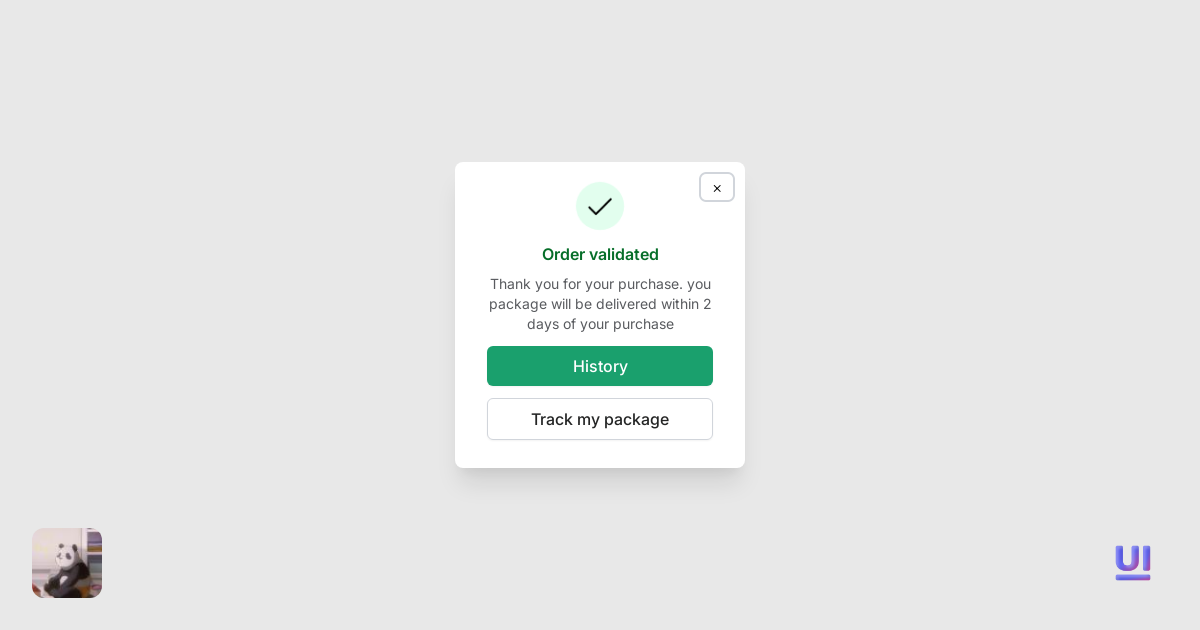 ×
Order validated
Thank you for your purchase. you
package will be delivered within 2
days of your purchase
History
Track my package
UI